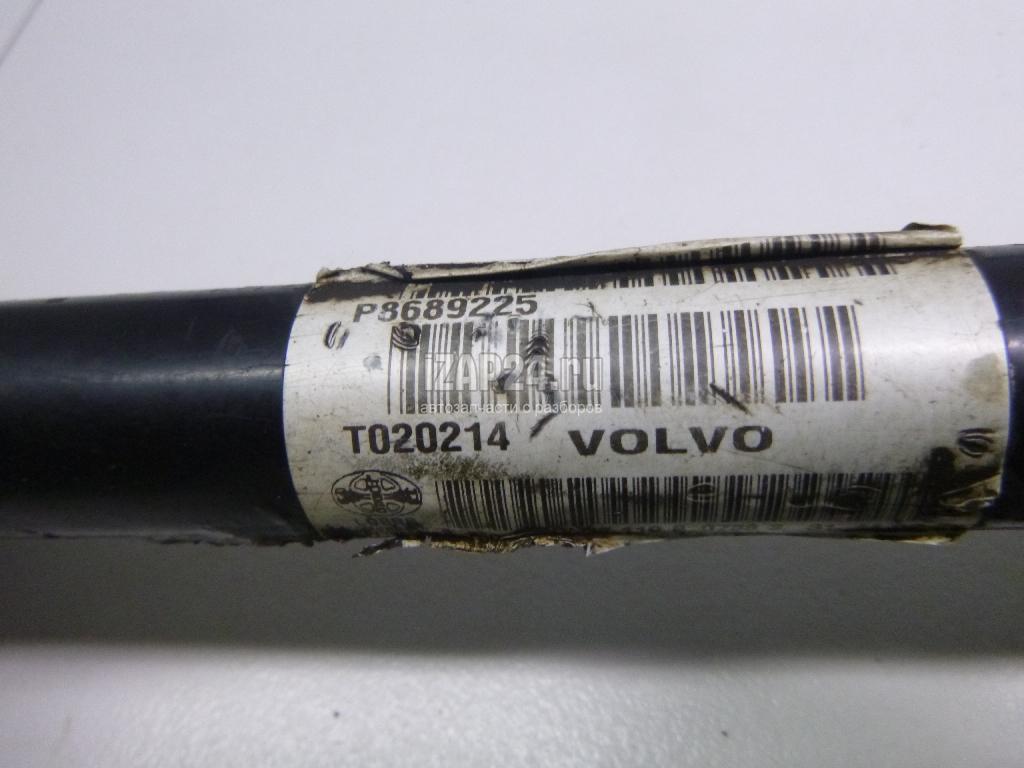 P8689225
iZAP24.ru
автозапчасти с разборов
T020214 VOLVO